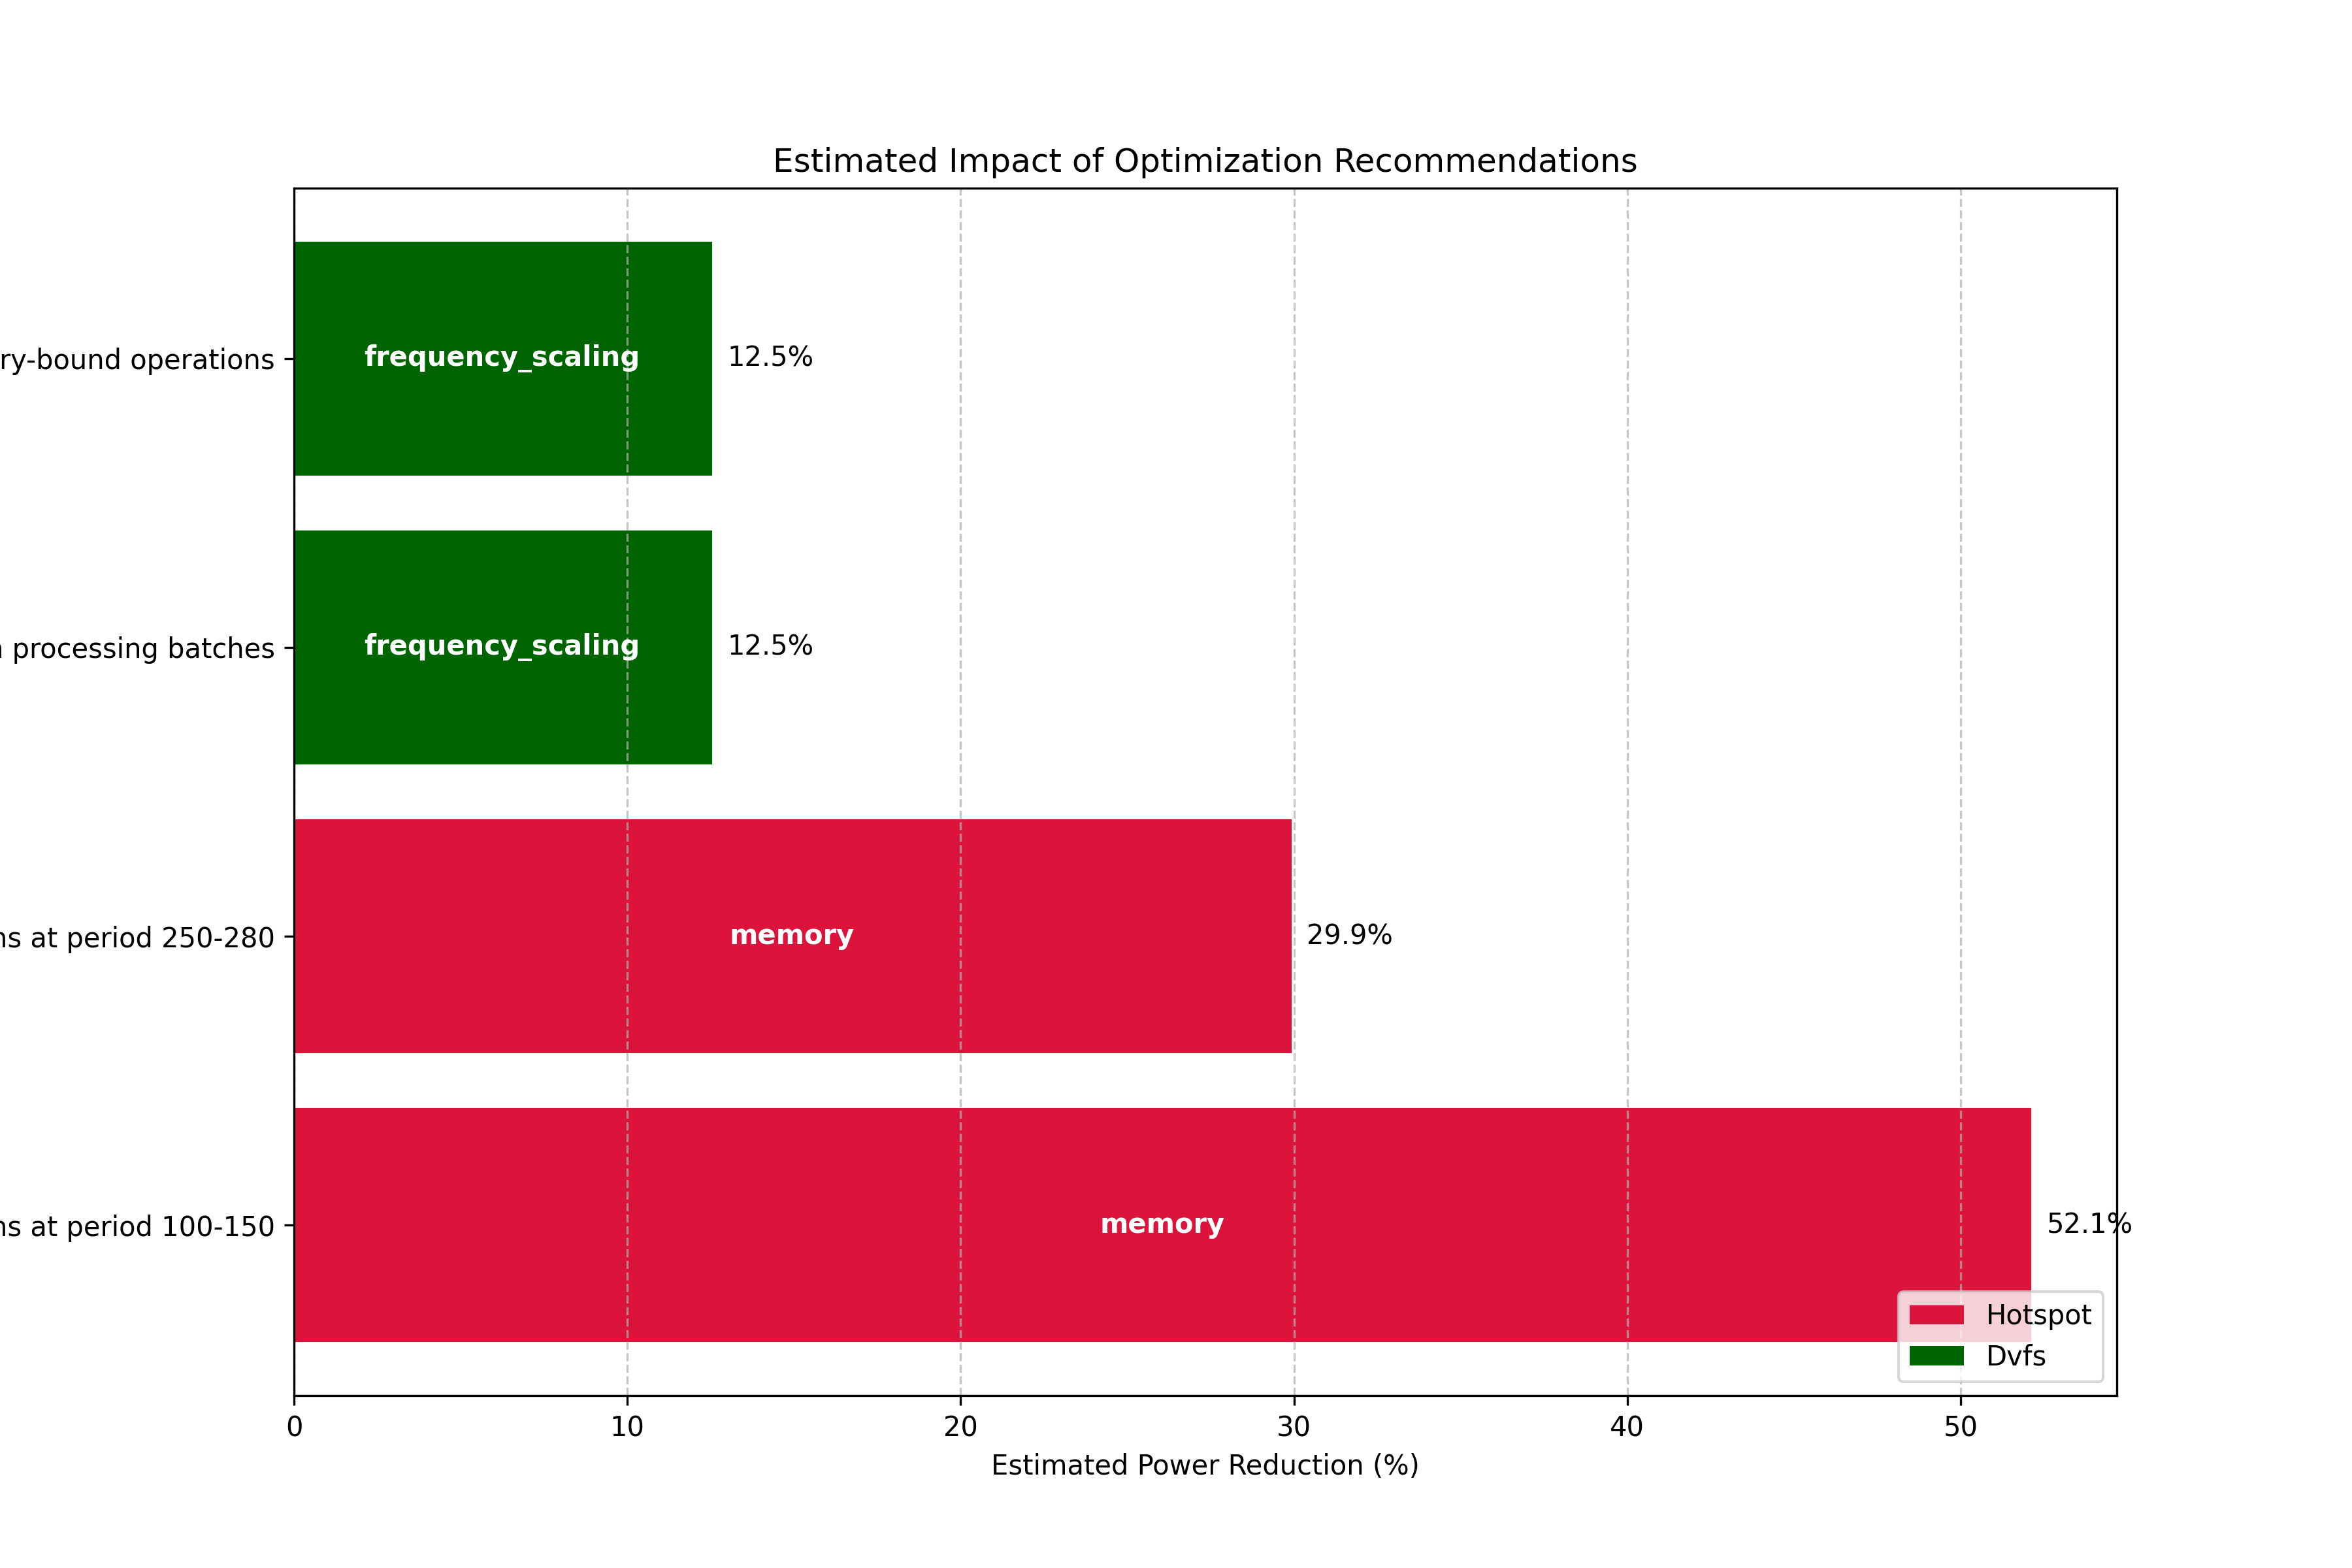 Estimated Impact of Optimization Recommendations
ry-bound operations
frequency_scaling
12.5%
processing batches
frequency_scaling
12.5%
ns at period 250-280
memory
29.9%
ns at period 100-150
memory
52.1%
Hotspot
Dvfs
0 10 20 30 40 50
Estimated Power Reduction (%)